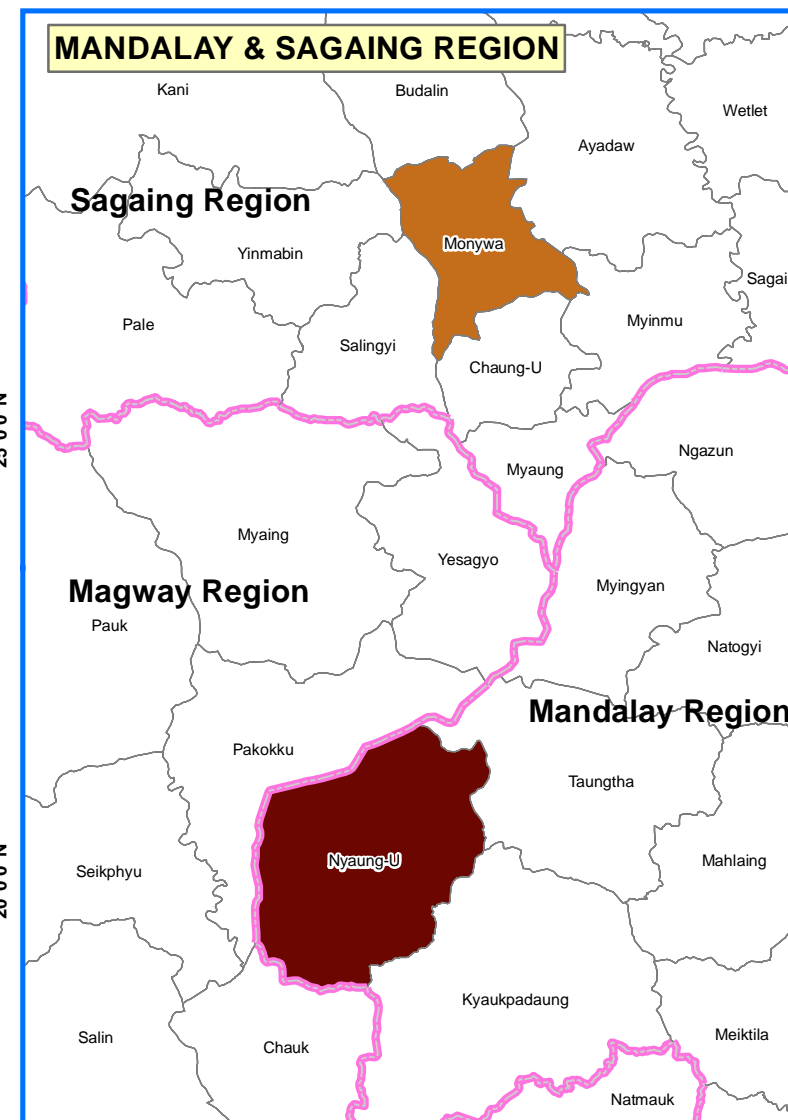 MANDALAY & SAGAING REGION
Kani
Budalin
Wetlet
Ayadaw
Sagaing Region
Monywa
Yinmabin
Sagai
Pale
Myinmu
Salingyi
Chaung-U
Ngazun
Myaung
Myaing
Yesagyo
Myingyan
Magway Region
Pauk
Natogyi
Mandalay Region
Pakokku
Taungtha
Nyaung-U
Mahlaing
Seikphyu
Kyaukpadaung
Salin
Chauk
Meiktila
Natmauk